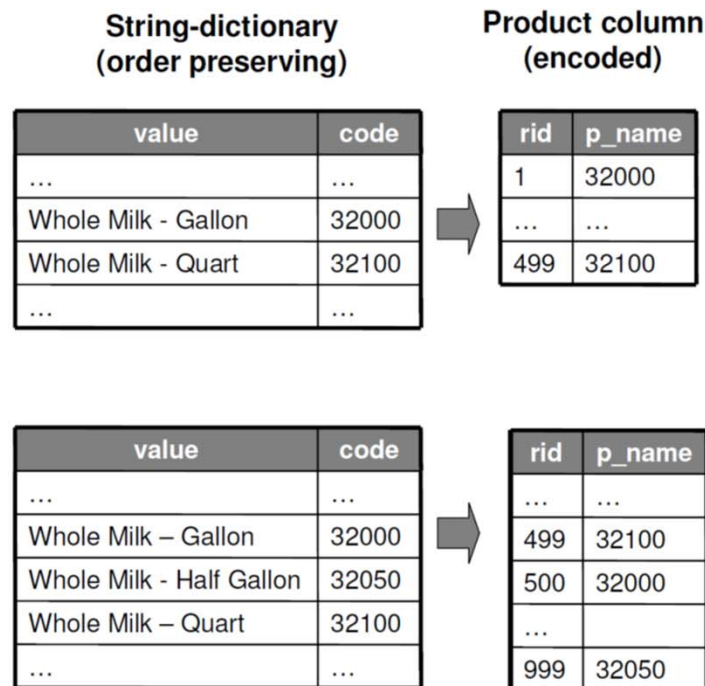 String-dictionary
(order preserving)
Product column
(encoded)
value code
... ...
Whole Milk - Gallon 32000
Whole Milk - Quart 32100
... ...
rid p_name
1 32000
... ...
499 32100
value code
... ...
Whole Milk – Gallon 32000
Whole Milk - Half Gallon 32050
Whole Milk – Quart 32100
... ...
rid p_name
... ...
499 32100
500 32000
...
999 32050